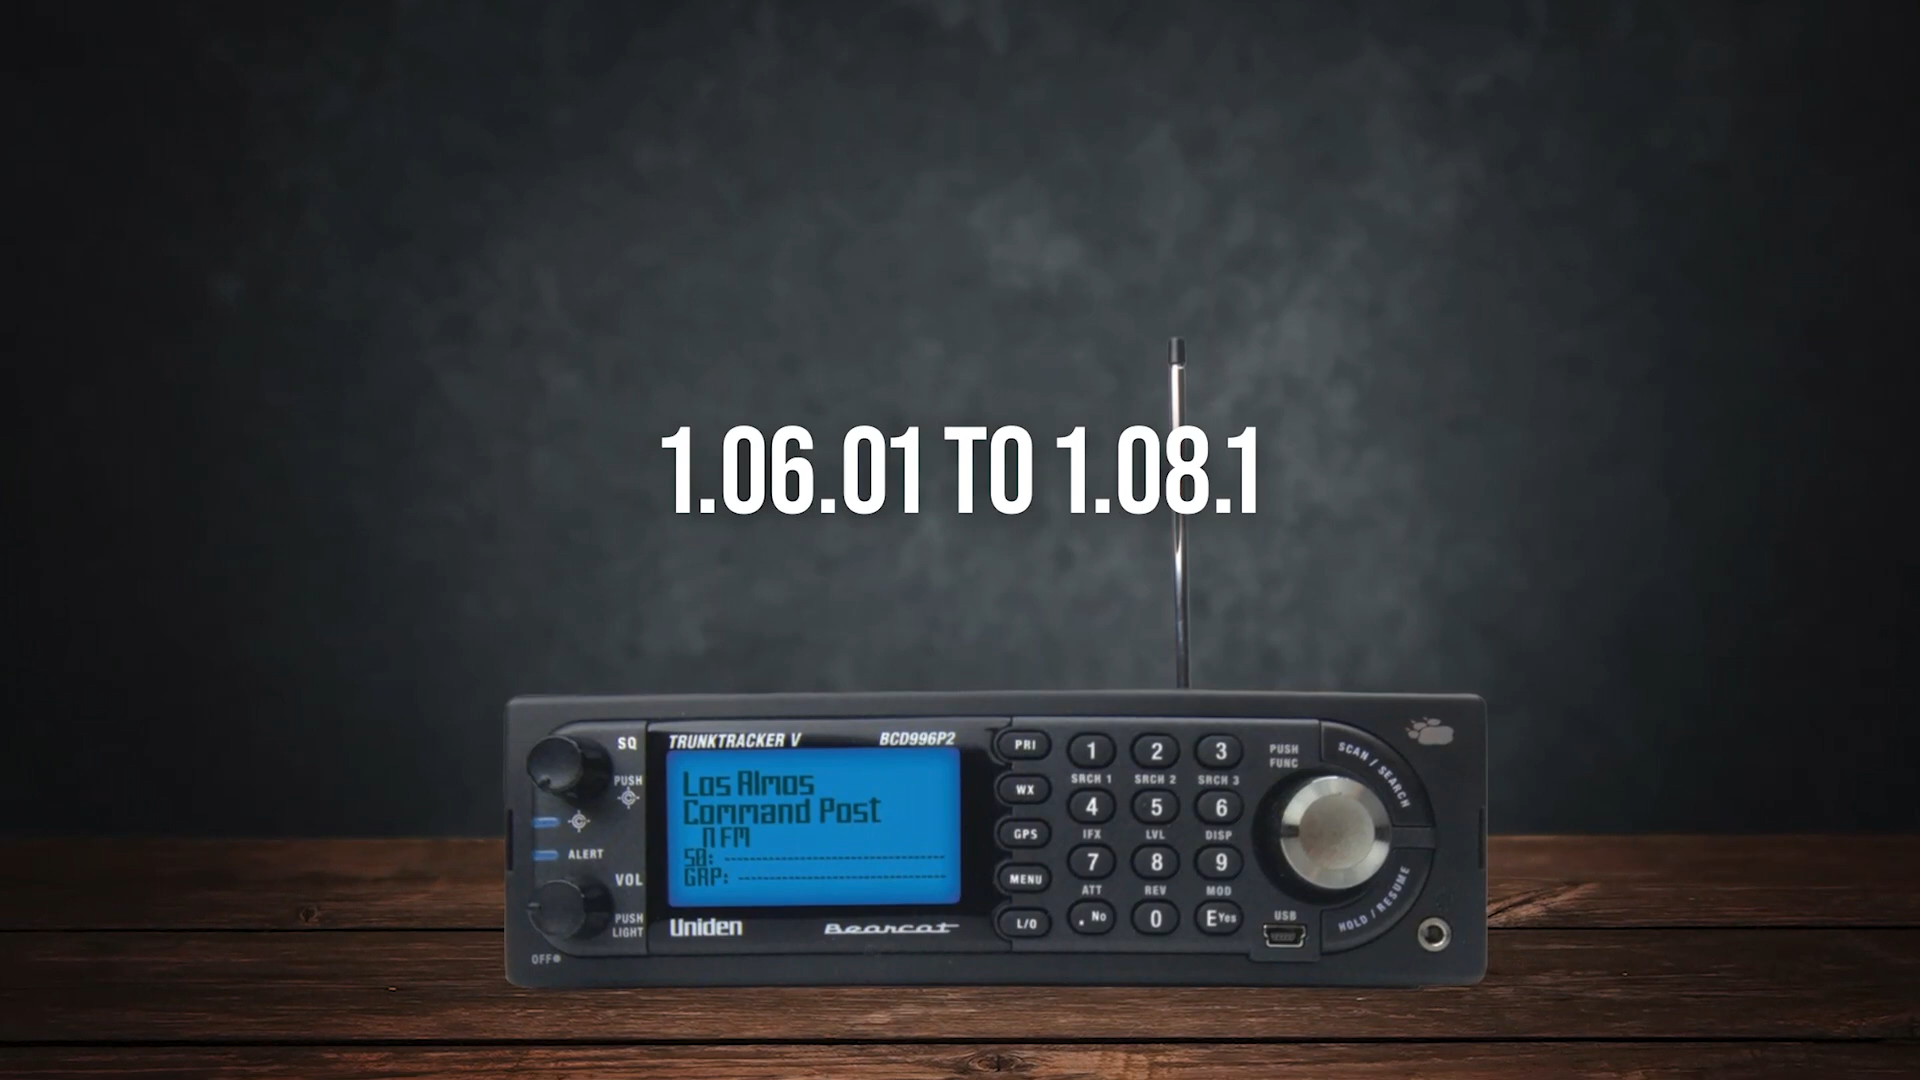 1.06.01 TO 1.08.1
SQ
TRUNKTRACKER V
BCD996P2
PUSH
ALERT
VOL
PUSH
LIGHT
OFF
Los Almos
Command Post
NFM
S0: --------------------
GRP: --------------------
Uniden
Bearcat
PRI
WX
GPS
MENU
L/O
1 2 3
SRCH 1 SRCH 2 SRCH 3
4 5 6
IFX LVL DISP
7 8 9
ATT REV MOD
. No 0 E Yes
PUSH
FUNC
SCAN / SEARCH
HOLD / RESUME
USB